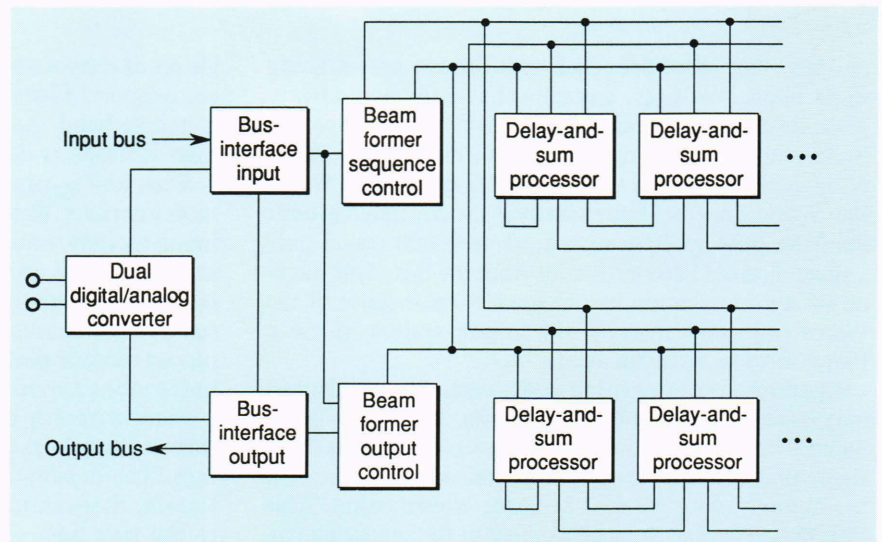 Input bus
Bus-
interface
input
Beam
former
sequence
control
Delay-and-
sum
processor
Delay-and-
sum
processor
...
Dual
digital/analog
converter
Output bus
Bus-
interface
output
Beam
former
output
control
Delay-and-
sum
processor
Delay-and-
sum
processor
...